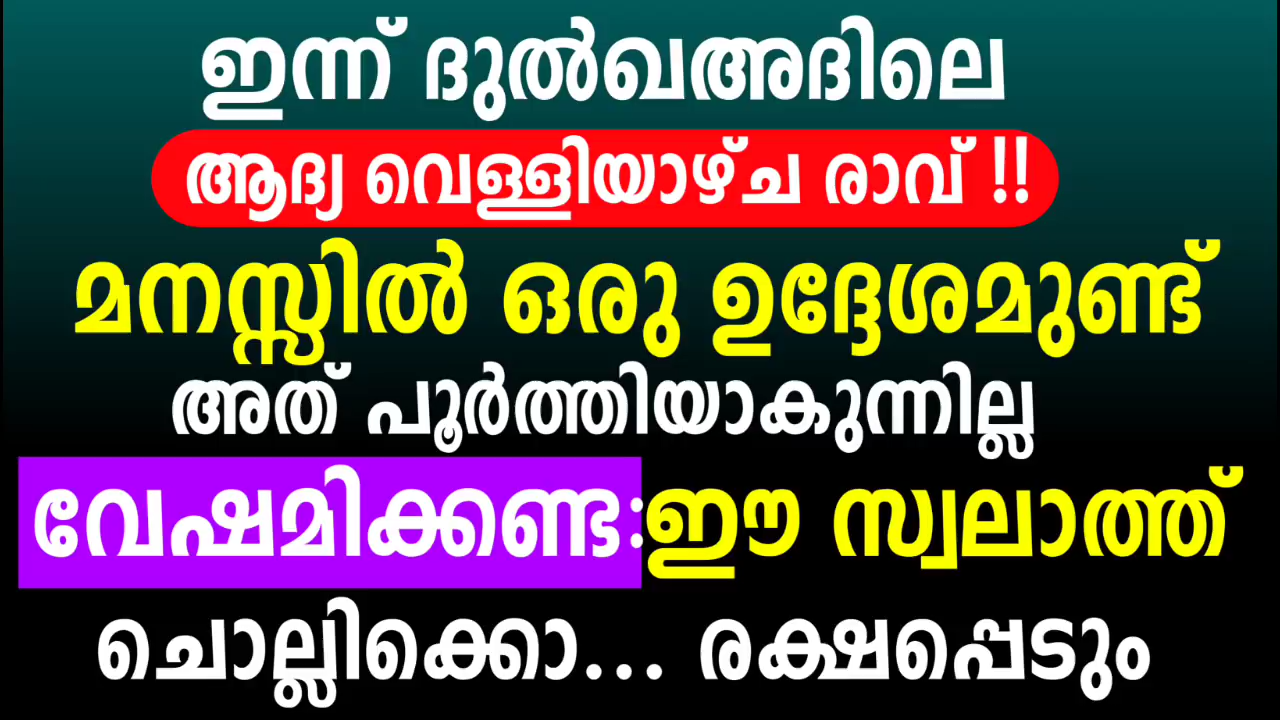 ഇന്ന് ദുൽഖഅദിലെ
ആദ്യ വെള്ളിയാഴ്ച രാവ് !!
മനസ്സിൽ ഒരു ഉദ്ദേശമുണ്ട്
അത് പൂർത്തിയാകുന്നില്ല
വേഷമിക്കണ്ട:ഈ സ്വലാത്ത്
ചൊല്ലിക്കൊ... രക്ഷപ്പെടും